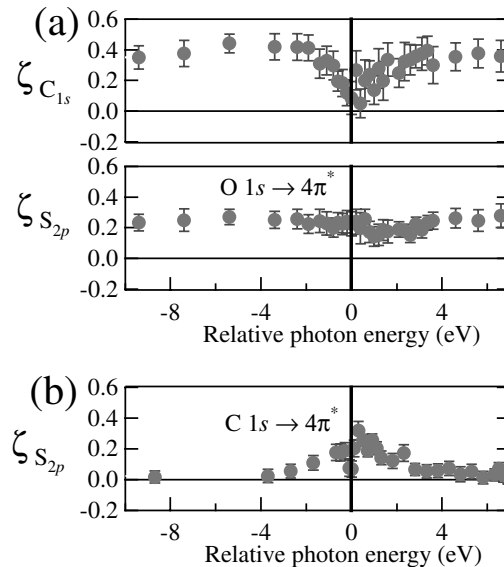 (a)
0.6
0.4
0.2
0.0
-0.2
ζ C1s
0.6
0.4
0.2
0.0
-0.2
ζ S2p
O 1s → 4π*
-8 -4 0 4
Relative photon energy (eV)
(b)
0.6
0.4
0.2
0.0
-0.2
ζ S2p
C 1s → 4π*
-8 -4 0 4
Relative photon energy (eV)